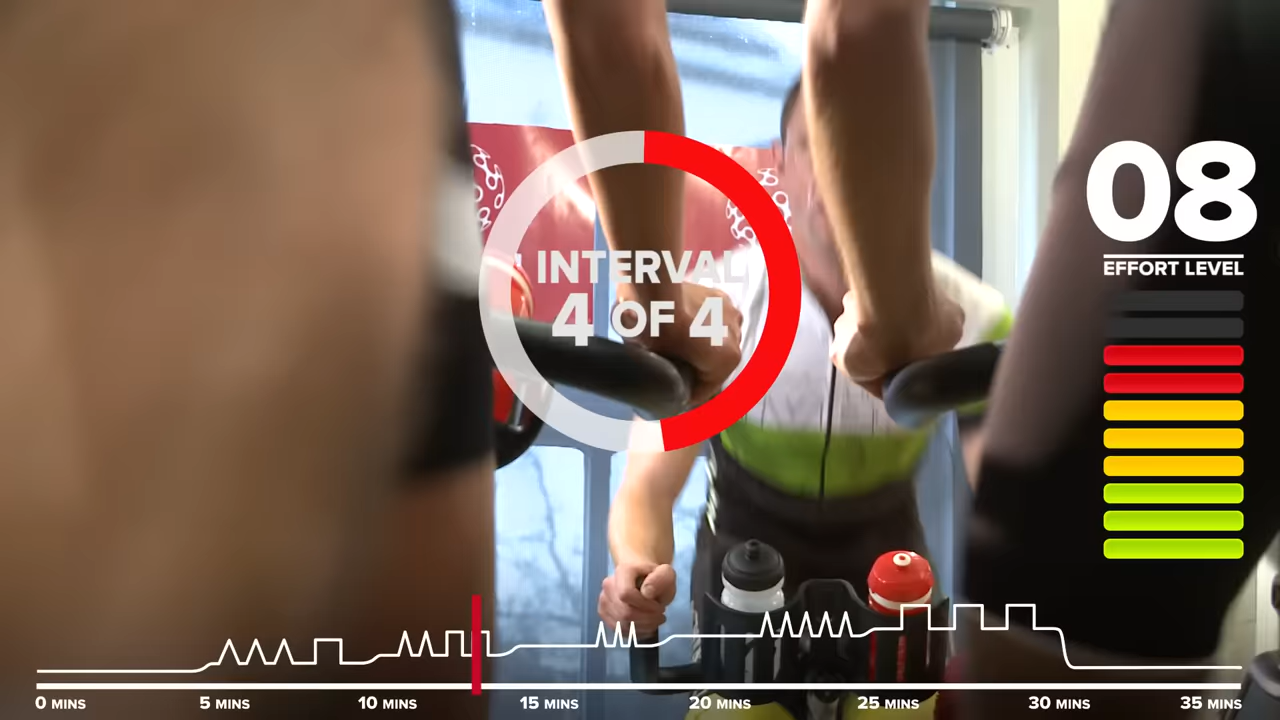 INTERVAL
4 OF 4
08
EFFORT LEVEL
0 MINS
5 MINS
10 MINS
15 MINS
20 MINS
25 MINS
30 MINS
35 MINS